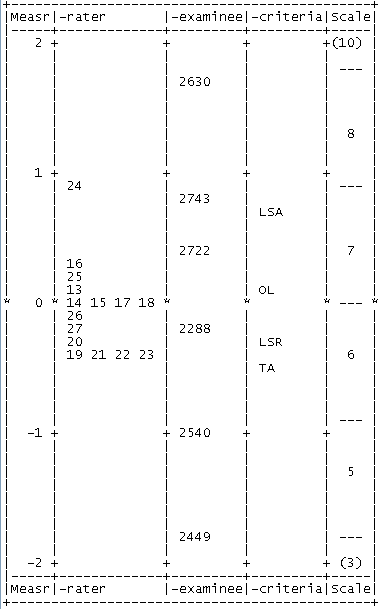 +-----------------------------------------------+
|Measr|-rater |-examinee|-criteria|Scale|
|-----+-------------+---------+---------+-----|
| 2 + + + +(10) |
| | | | | --- |
| | | 2630 | | |
| | | | | 8 |
| 1 + + + + |
| | 24 | | | --- |
| | | 2743 | | |
| | | | LSA | |
| | | 2722 | | 7 |
| | 16 | | | |
| | 25 | | | |
| | 13 | | OL | |
* 0 * 14 15 17 18 * * * --- *
| | 26 | | | |
| | 27 | 2288 | | |
| | 20 | | LSR | |
| | 19 21 22 23 | | | 6 |
| | | | TA | |
| | | | | --- |
| -1 + + 2540 + + |
| | | | | 5 |
| | | 2449 | | --- |
| -2 + + + + (3) |
|-----+-------------+---------+---------+-----|
|Measr|-rater |-examinee|-criteria|Scale|
+-----------------------------------------------+